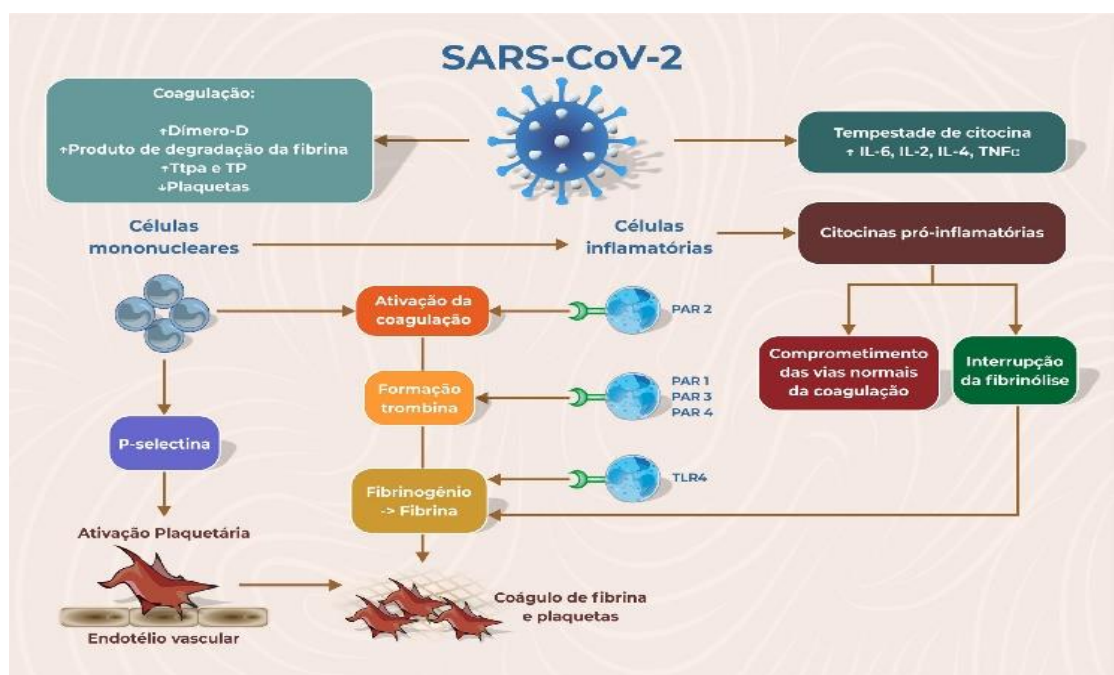 SARS-CoV-2
Coagulação:
↑Dímero-D
↑Produto de degradação da fibrina
↑Ttpa e TP
↓Plaquetas
Tempestade de citocina
↑ IL-6, IL-2, IL-4, TNFα
Células
mononucleares
Células
inflamatórias
Citocinas pró-inflamatórias
Ativação da
coagulação
PAR 2
Comprometimento
das vias normais
da coagulação
Interrupção
da fibrinólise
Formação
trombina
PAR 1
PAR 3
PAR 4
P-selectina
Fibrinogênio
-> Fibrina
TLR4
Ativação Plaquetária
Coágulo de fibrina
e plaquetas
Endotélio vascular